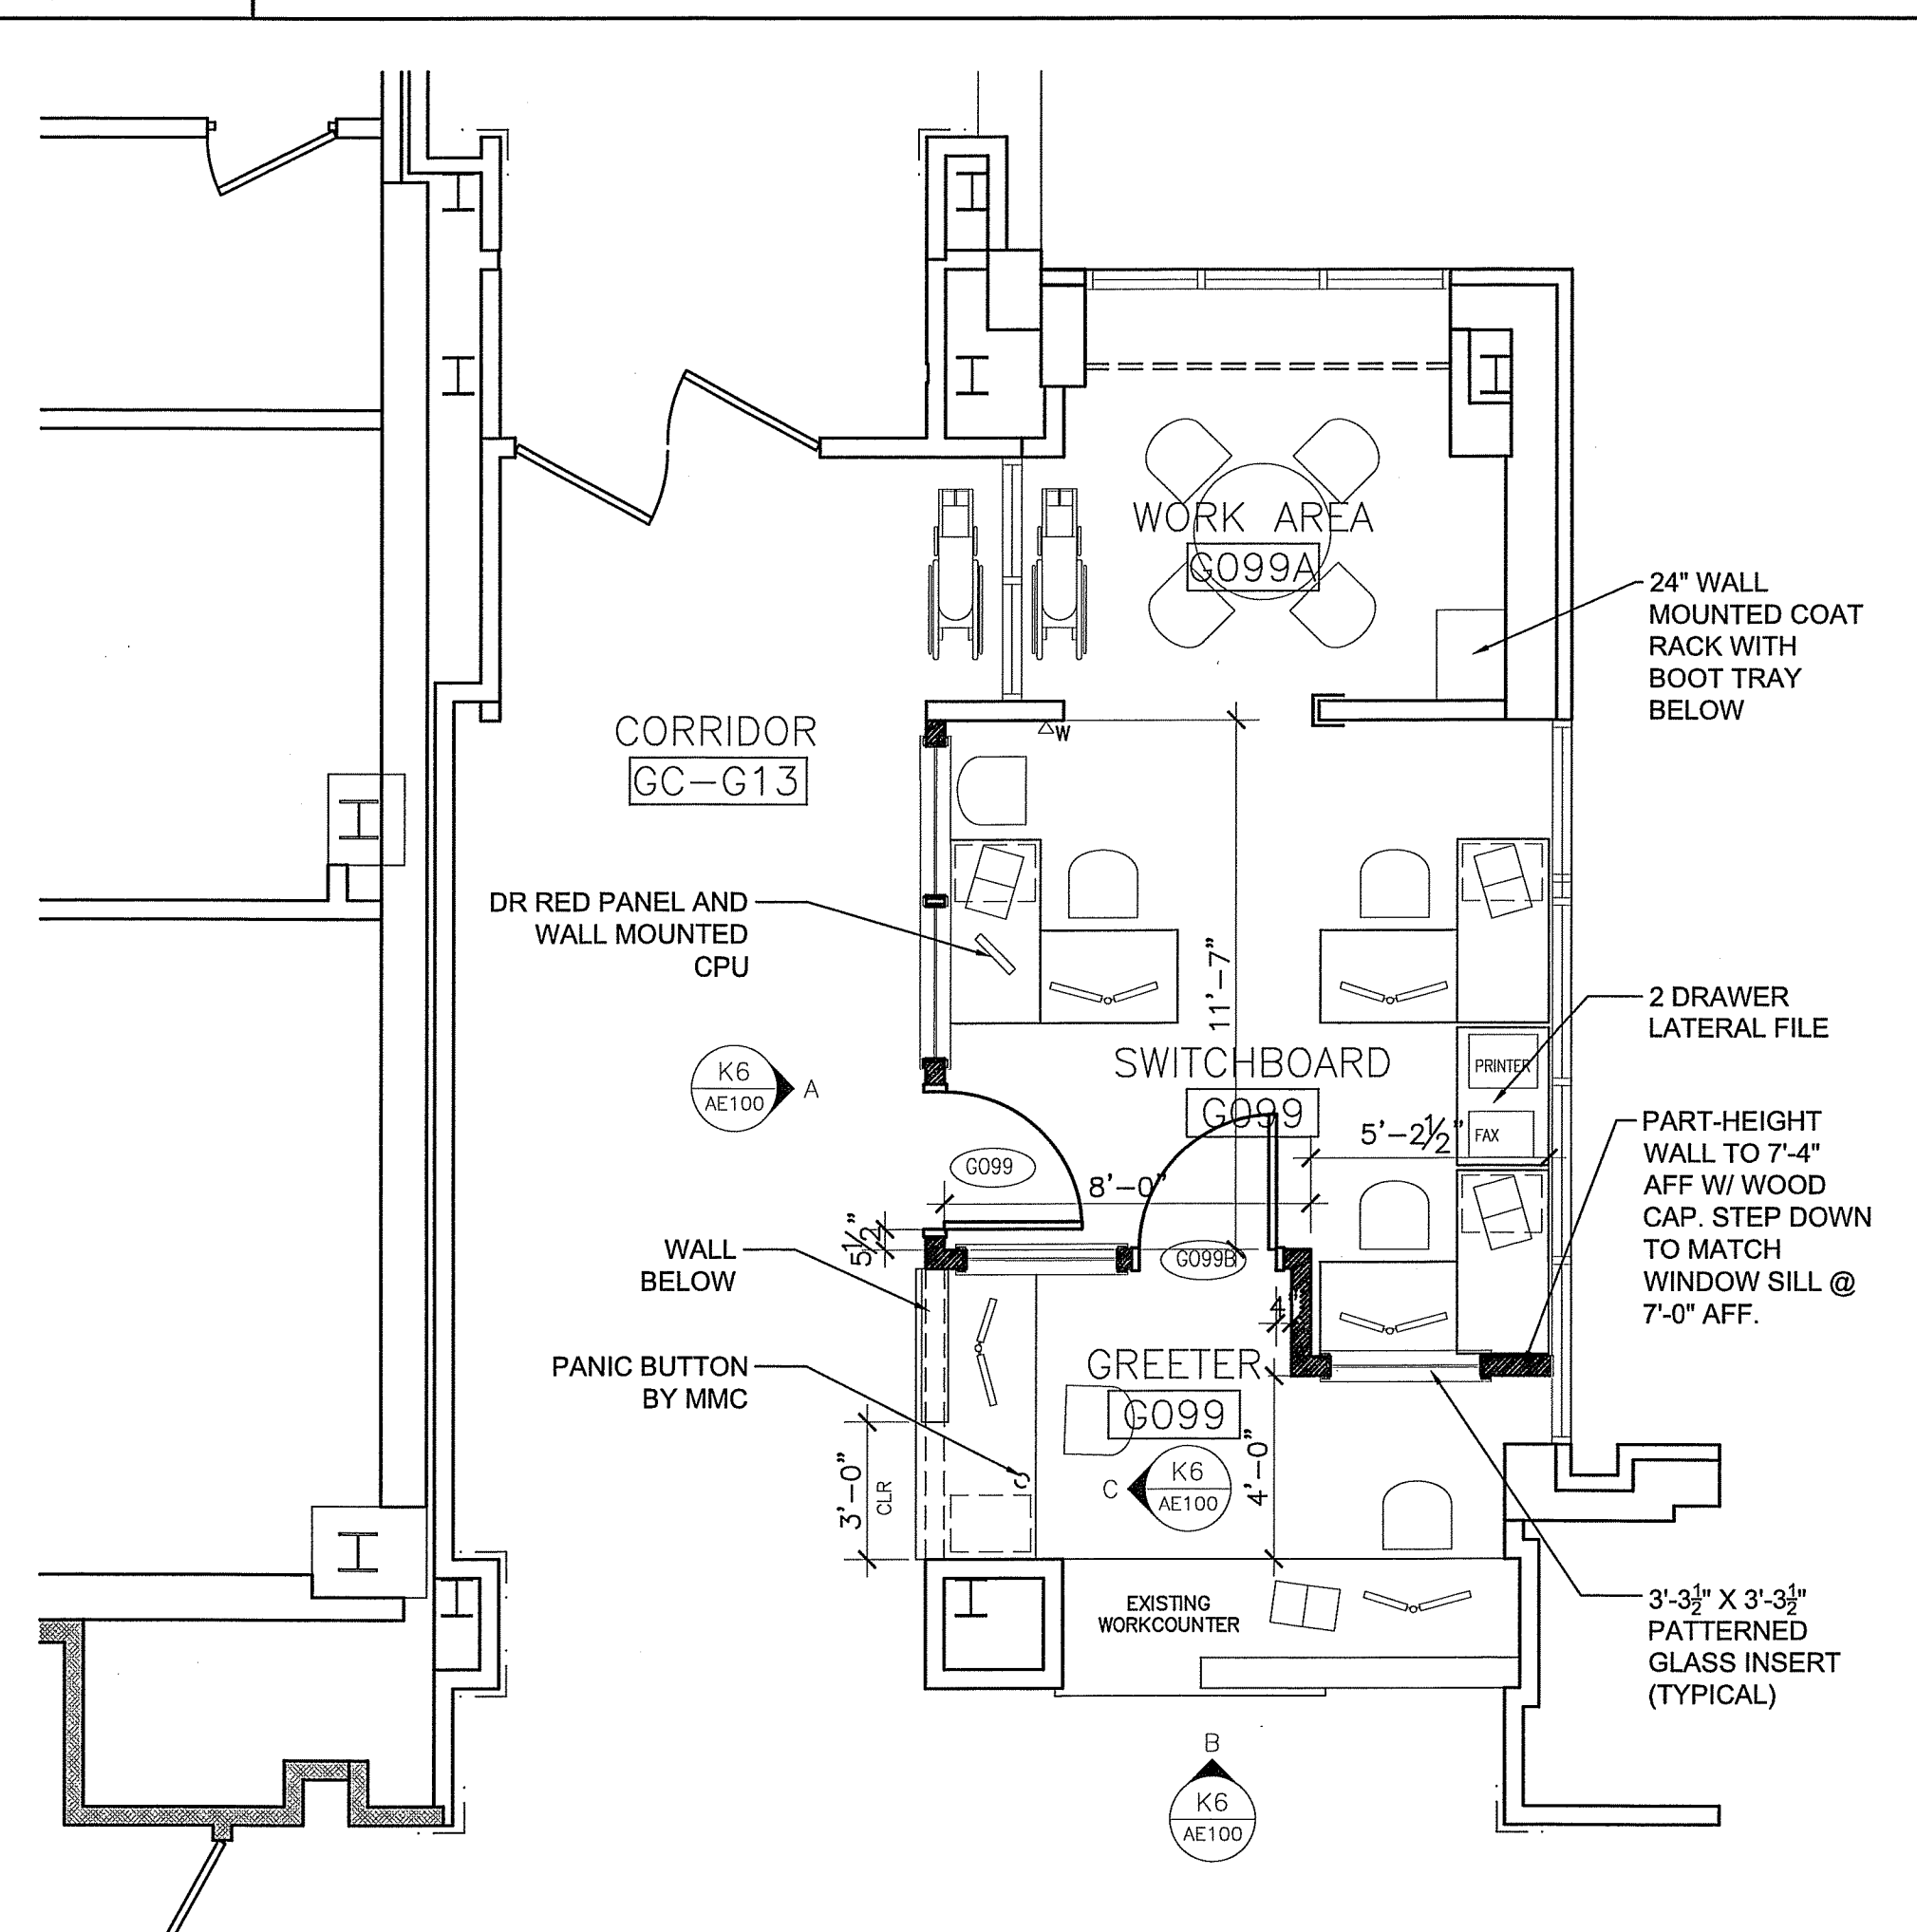 WORK AREA
G099A
24" WALL
MOUNTED COAT
RACK WITH
BOOT TRAY
BELOW
CORRIDOR
GC-G13
W
DR RED PANEL AND
WALL MOUNTED
CPU
11'-7"
2 DRAWER
LATERAL FILE
SWITCHBOARD
G099
PRINTER
FAX
K6
AE100
A
5'-2½"
PART-HEIGHT
WALL TO 7'-4"
AFF W/ WOOD
CAP. STEP DOWN
TO MATCH
WINDOW SILL @
7'-0" AFF.
G099
8'-0"
5½"
WALL
BELOW
G099B
4"
PANIC BUTTON
BY MMC
GREETER
G099
3'-0"
CLR
C
K6
AE100
4'-0"
EXISTING
WORKCOUNTER
3'-3½" X 3'-3½"
PATTERNED
GLASS INSERT
(TYPICAL)
B
K6
AE100